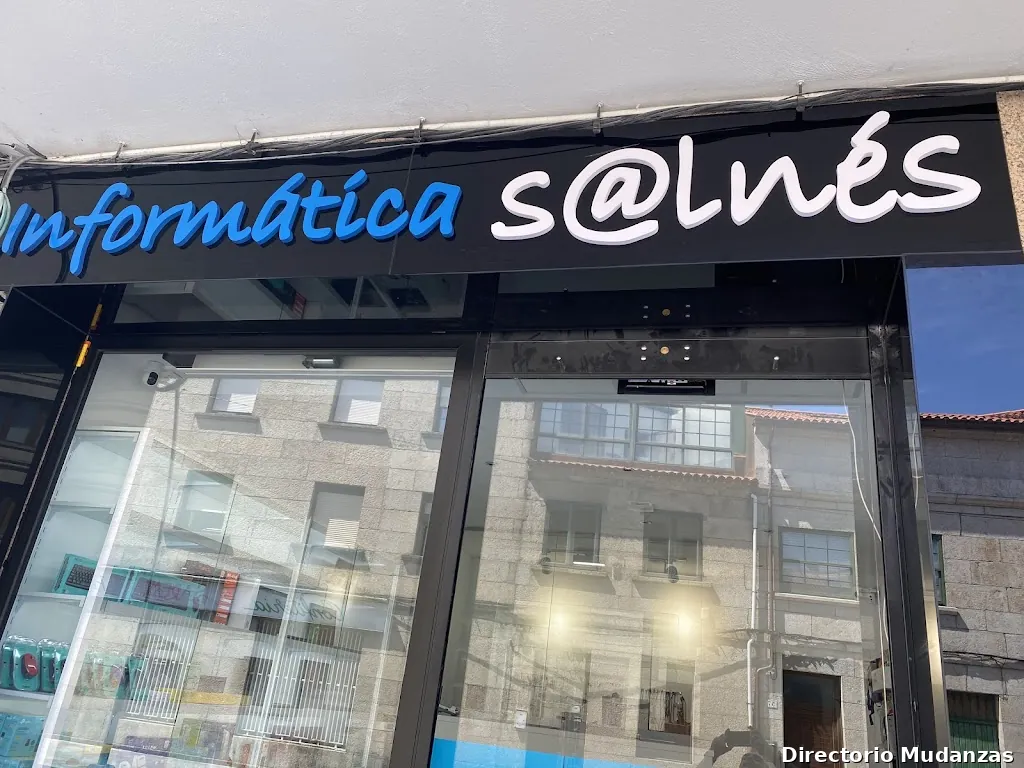 Informática s@lnés
Directorio Mudanzas